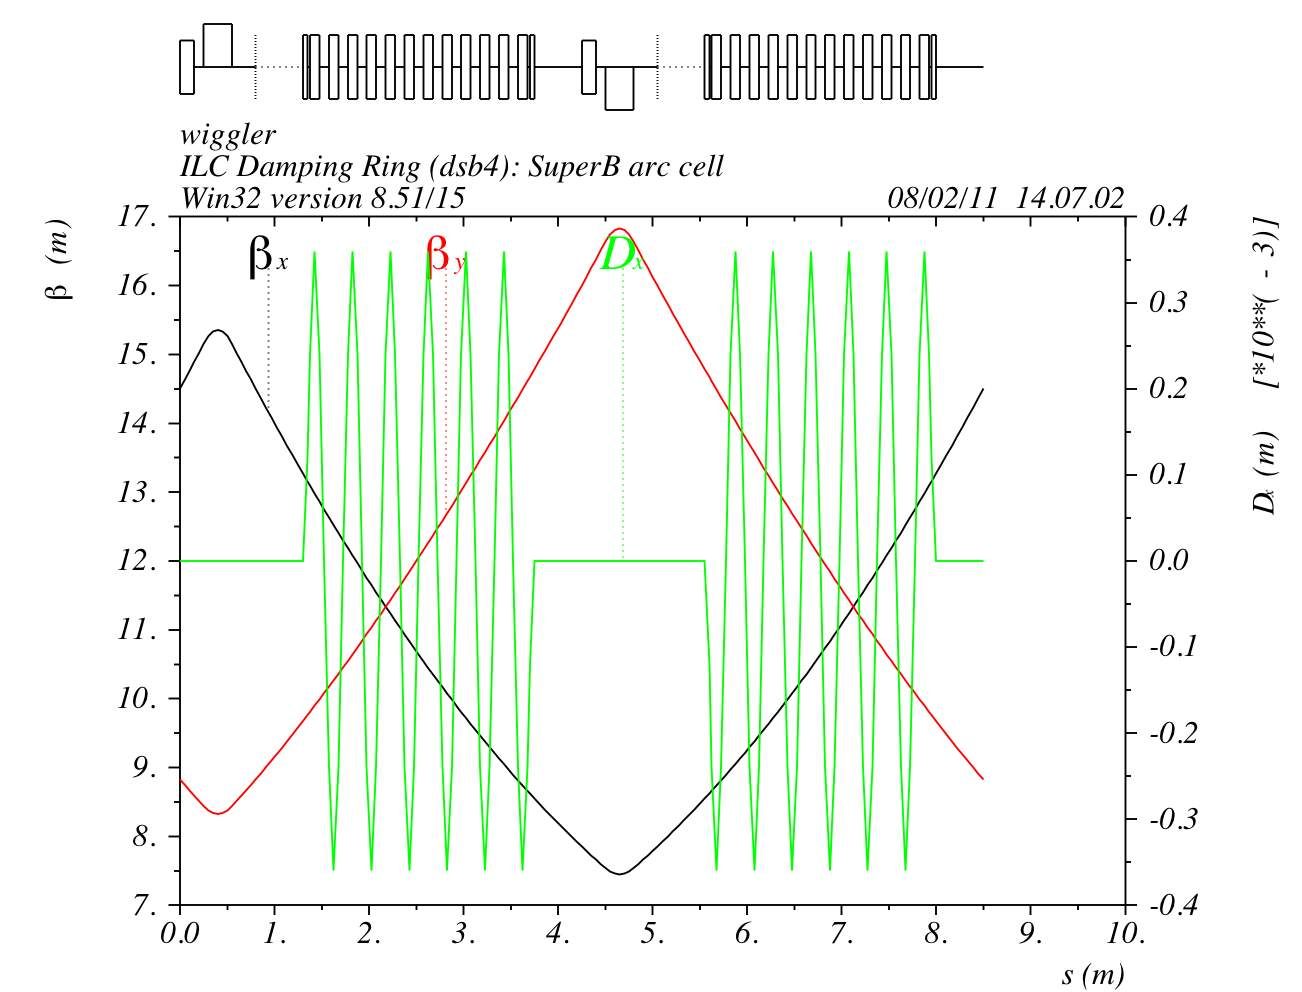 wiggler
ILC Damping Ring (dsb4): SuperB arc cell
Win32 version 8.51/15 08/02/11 14.07.02
β (m)
17.
16.
15.
14.
13.
12.
11.
10.
9.
8.
7.
βx
βy
Dx
0.4
0.3
0.2
0.1
0.0
-0.1
-0.2
-0.3
-0.4
Dx (m) [*10**( - 3)]
0.0 1. 2. 3. 4. 5. 6. 7. 8. 9. 10.
s (m)